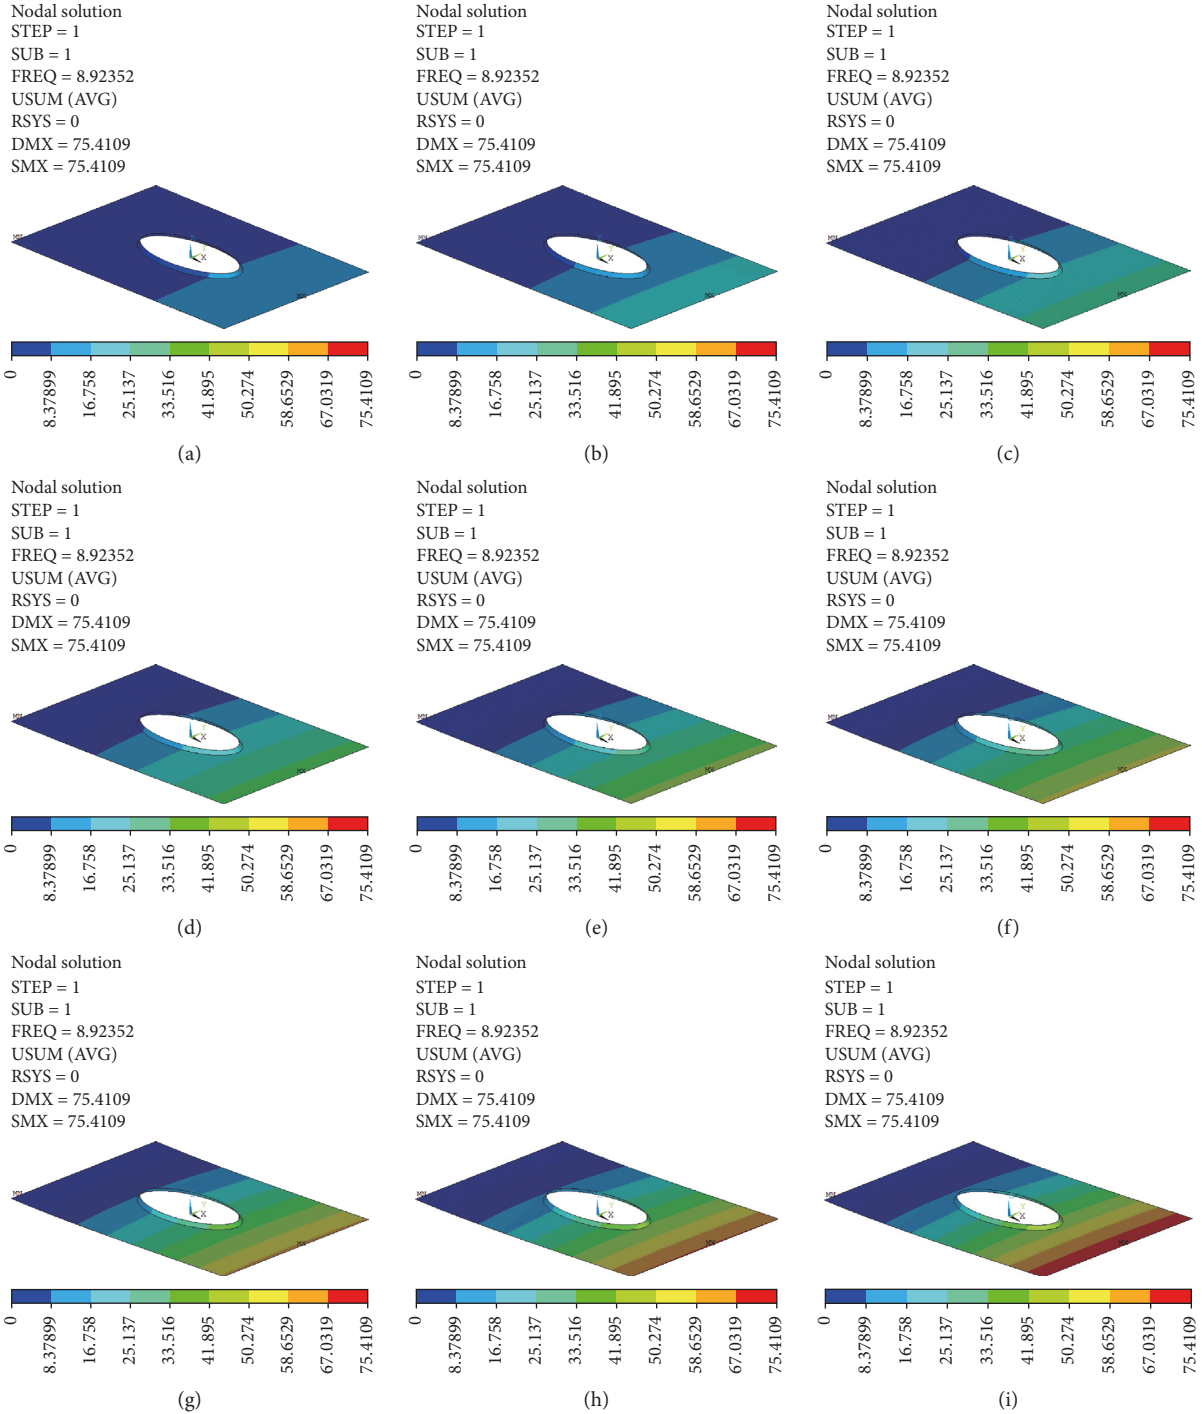 Nodal solution
STEP = 1
SUB = 1
FREQ = 8.92352
USUM (AVG)
RSYS = 0
DMX = 75.4109
SMX = 75.4109
MN
Z
Y
X
MX
0
8.37899
16.758
25.137
33.516
41.895
50.274
58.6529
67.0319
75.4109
(a)
Nodal solution
STEP = 1
SUB = 1
FREQ = 8.92352
USUM (AVG)
RSYS = 0
DMX = 75.4109
SMX = 75.4109
MN
Z
Y
X
MX
0
8.37899
16.758
25.137
33.516
41.895
50.274
58.6529
67.0319
75.4109
(b)
Nodal solution
STEP = 1
SUB = 1
FREQ = 8.92352
USUM (AVG)
RSYS = 0
DMX = 75.4109
SMX = 75.4109
MN
Z
Y
X
MX
0
8.37899
16.758
25.137
33.516
41.895
50.274
58.6529
67.0319
75.4109
(c)
Nodal solution
STEP = 1
SUB = 1
FREQ = 8.92352
USUM (AVG)
RSYS = 0
DMX = 75.4109
SMX = 75.4109
MN
Z
Y
X
MX
0
8.37899
16.758
25.137
33.516
41.895
50.274
58.6529
67.0319
75.4109
(d)
Nodal solution
STEP = 1
SUB = 1
FREQ = 8.92352
USUM (AVG)
RSYS = 0
DMX = 75.4109
SMX = 75.4109
MN
Z
Y
X
MX
0
8.37899
16.758
25.137
33.516
41.895
50.274
58.6529
67.0319
75.4109
(e)
Nodal solution
STEP = 1
SUB = 1
FREQ = 8.92352
USUM (AVG)
RSYS = 0
DMX = 75.4109
SMX = 75.4109
MN
Z
Y
X
MX
0
8.37899
16.758
25.137
33.516
41.895
50.274
58.6529
67.0319
75.4109
(f)
Nodal solution
STEP = 1
SUB = 1
FREQ = 8.92352
USUM (AVG)
RSYS = 0
DMX = 75.4109
SMX = 75.4109
MN
Z
Y
X
MX
0
8.37899
16.758
25.137
33.516
41.895
50.274
58.6529
67.0319
75.4109
(g)
Nodal solution
STEP = 1
SUB = 1
FREQ = 8.92352
USUM (AVG)
RSYS = 0
DMX = 75.4109
SMX = 75.4109
MN
Z
Y
X
MX
0
8.37899
16.758
25.137
33.516
41.895
50.274
58.6529
67.0319
75.4109
(h)
Nodal solution
STEP = 1
SUB = 1
FREQ = 8.92352
USUM (AVG)
RSYS = 0
DMX = 75.4109
SMX = 75.4109
MN
Z
Y
X
MX
0
8.37899
16.758
25.137
33.516
41.895
50.274
58.6529
67.0319
75.4109
(i)